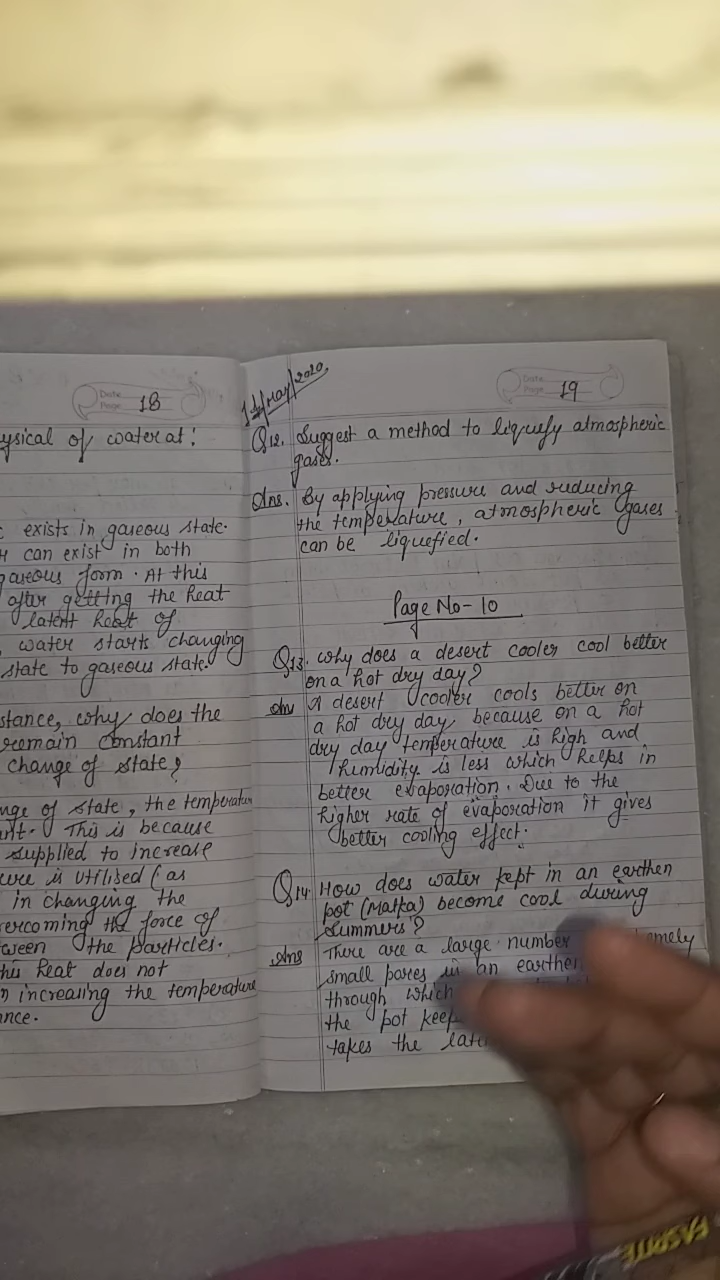 Date
Page 18
ysical of water at:
exists in gaseous state.
can exist in both
gaseous form. At this
after getting the heat
latent heat of
, water starts changing
state to gaseous state.
stance, why does the
remain constant
change of state?
nge of state, the temperature
This is because
supplied to increase
ure is utilised (as
in changing the
ercoming the force of
ween the particles.
his heat does not
n increasing the temperature
nce.
11/May/2020
Date
Page 19
Q12. Suggest a method to liquefy atmospheric
gases.
Ans. By applying pressure and reducing
the temperature, atmospheric gases
can be liquefied.
Page No-10
Q13. Why does a desert cooler cool better
on a hot dry day?
Ans A desert cooler cools better on
a hot dry day because on a hot
dry day temperature is high and
humidity is less which helps in
better evaporation. Due to the
higher rate of evaporation it gives
better cooling effect.
Q14. How does water kept in an earthen
pot (Matka) become cool during
summers?
Ans There are a large number
small pores in an earthen
through which
the pot keep
takes the